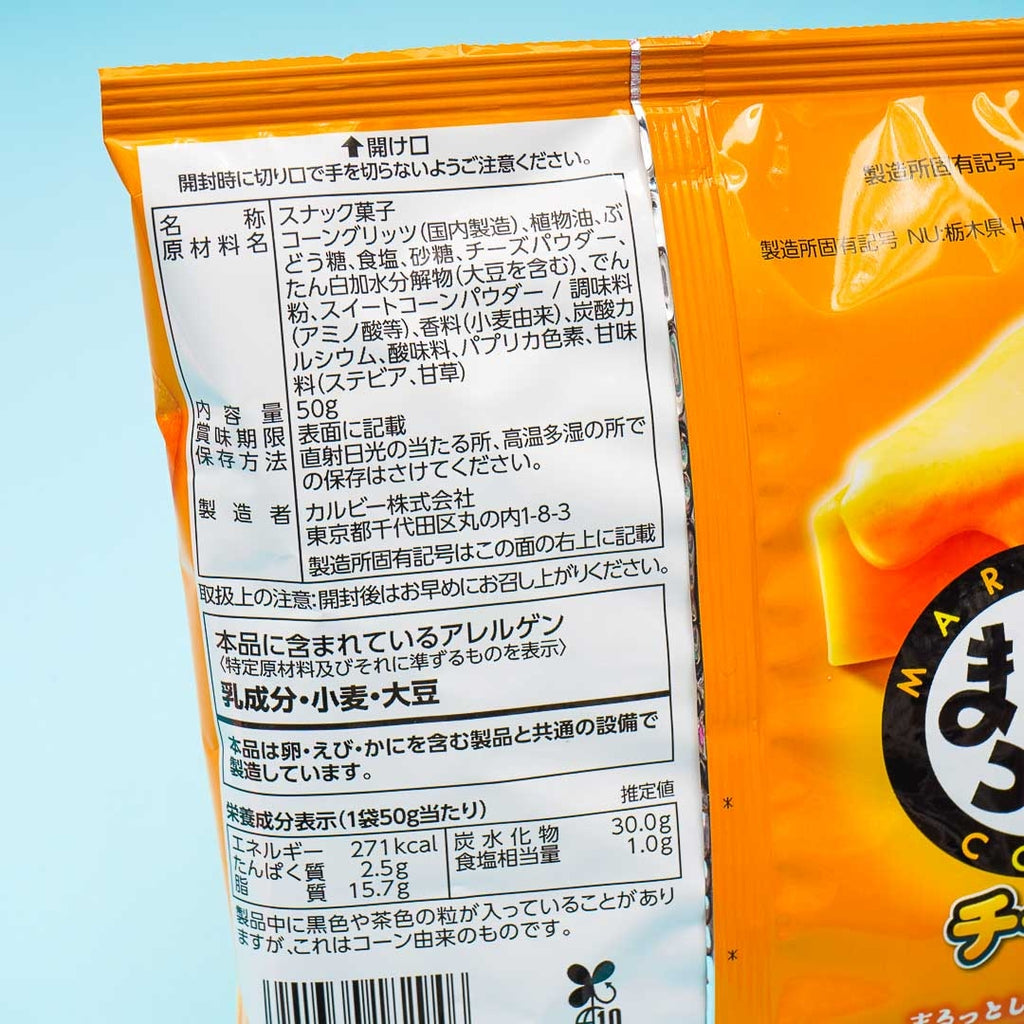 開け口
開封時に切り口で手を切らないようご注意ください。
名称 スナック菓子
原材料名 コーングリッツ(国内製造)、植物油、ぶ
どう糖、食塩、砂糖、チーズパウダー、
たん白加水分解物(大豆を含む)、でん
粉、スイートコーンパウダー / 調味料
(アミノ酸等)、香料(小麦由来)、炭酸カ
ルシウム、酸味料、パプリカ色素、甘味
料(ステビア、甘草)
内容量 50g
賞味期限 表面に記載
保存方法 直射日光の当たる所、高温多湿の所で
の保存はさけてください。
製造者 カルビー株式会社
東京都千代田区丸の内1-8-3
製造所固有記号はこの面の右上に記載
取扱上の注意:開封後はお早めにお召し上がりください。
本品に含まれているアレルゲン
〈特定原材料及びそれに準ずるものを表示〉
乳成分・小麦・大豆
本品は卵・えび・かにを含む製品と共通の設備で
製造しています。
栄養成分表示(1袋50g当たり) 推定値
エネルギー 271kcal 炭水化物 30.0g
たんぱく質 2.5g 食塩相当量 1.0g
脂質 15.7g
製品中に黒色や茶色の粒が入っていることがあり
ますが、これはコーン由来のものです。
製造所固有記号
製造所固有記号 NU:栃木県 H
MAR
まろ
CO
チ
まろっとし